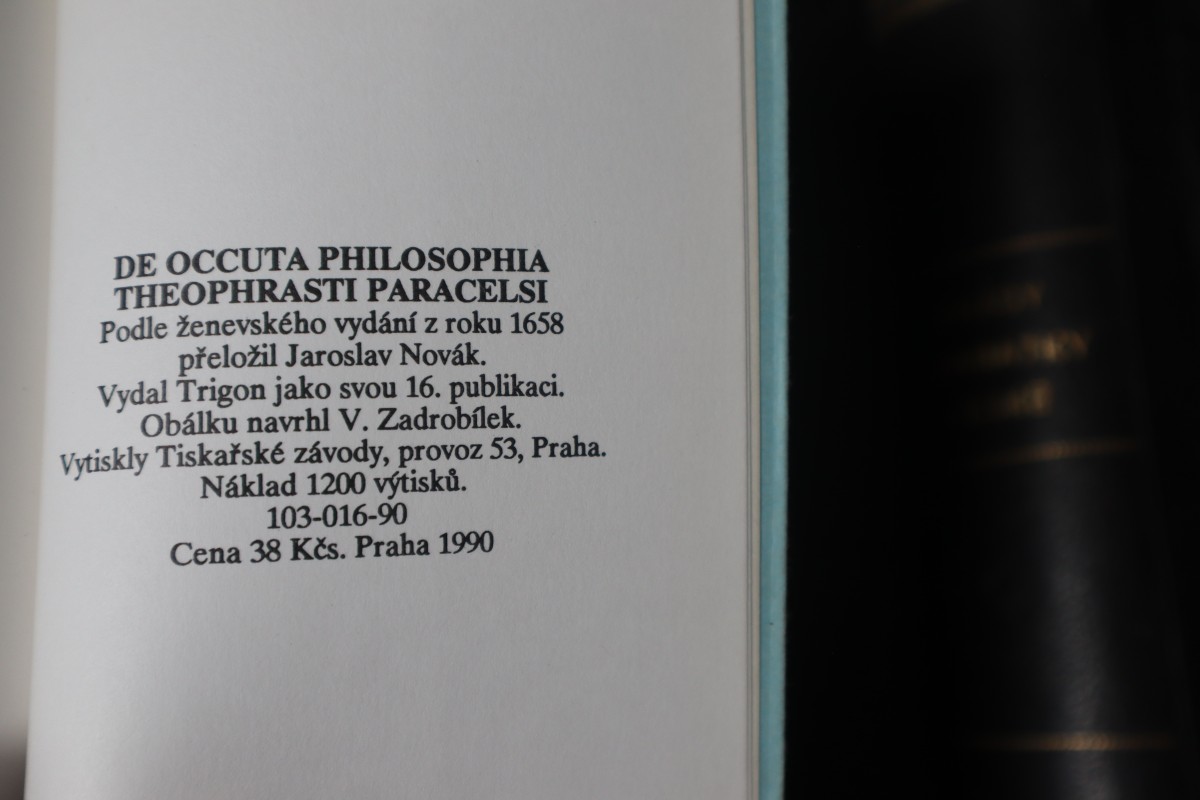 DE OCCUTA PHILOSOPHIA
THEOPHRASTI PARACELSI
Podle ženevského vydání z roku 1658
přeložil Jaroslav Novák.
Vydal Trigon jako svou 16. publikaci.
Obálku navrhl V. Zadrobílek.
Vytiskly Tiskařské závody, provoz 53, Praha.
Náklad 1200 výtisků.
103-016-90
Cena 38 Kčs. Praha 1990